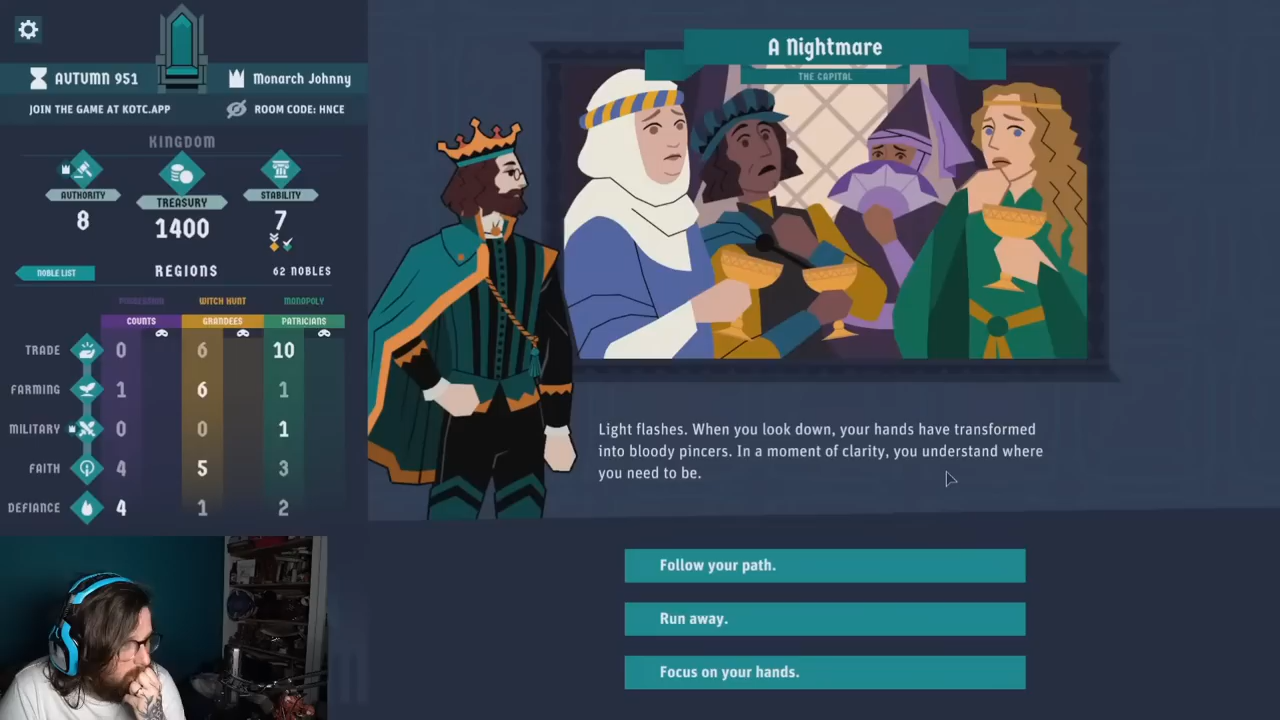 AUTUMN 951
Monarch Johnny
JOIN THE GAME AT KOTC.APP
ROOM CODE: HNCE
KINGDOM
AUTHORITY
TREASURY
STABILITY
8
1400
7
NOBLE LIST
REGIONS
62 NOBLES
WITCH HUNT
MONOPOLY
COUNTS
GRANDEES
PATRICIANS
TRADE 0 6 10
FARMING 1 6 1
MILITARY 0 0 1
FAITH 4 5 3
DEFIANCE 4 1 2
A Nightmare
THE CAPITAL
Light flashes. When you look down, your hands have transformed
into bloody pincers. In a moment of clarity, you understand where
you need to be.
Follow your path.
Run away.
Focus on your hands.